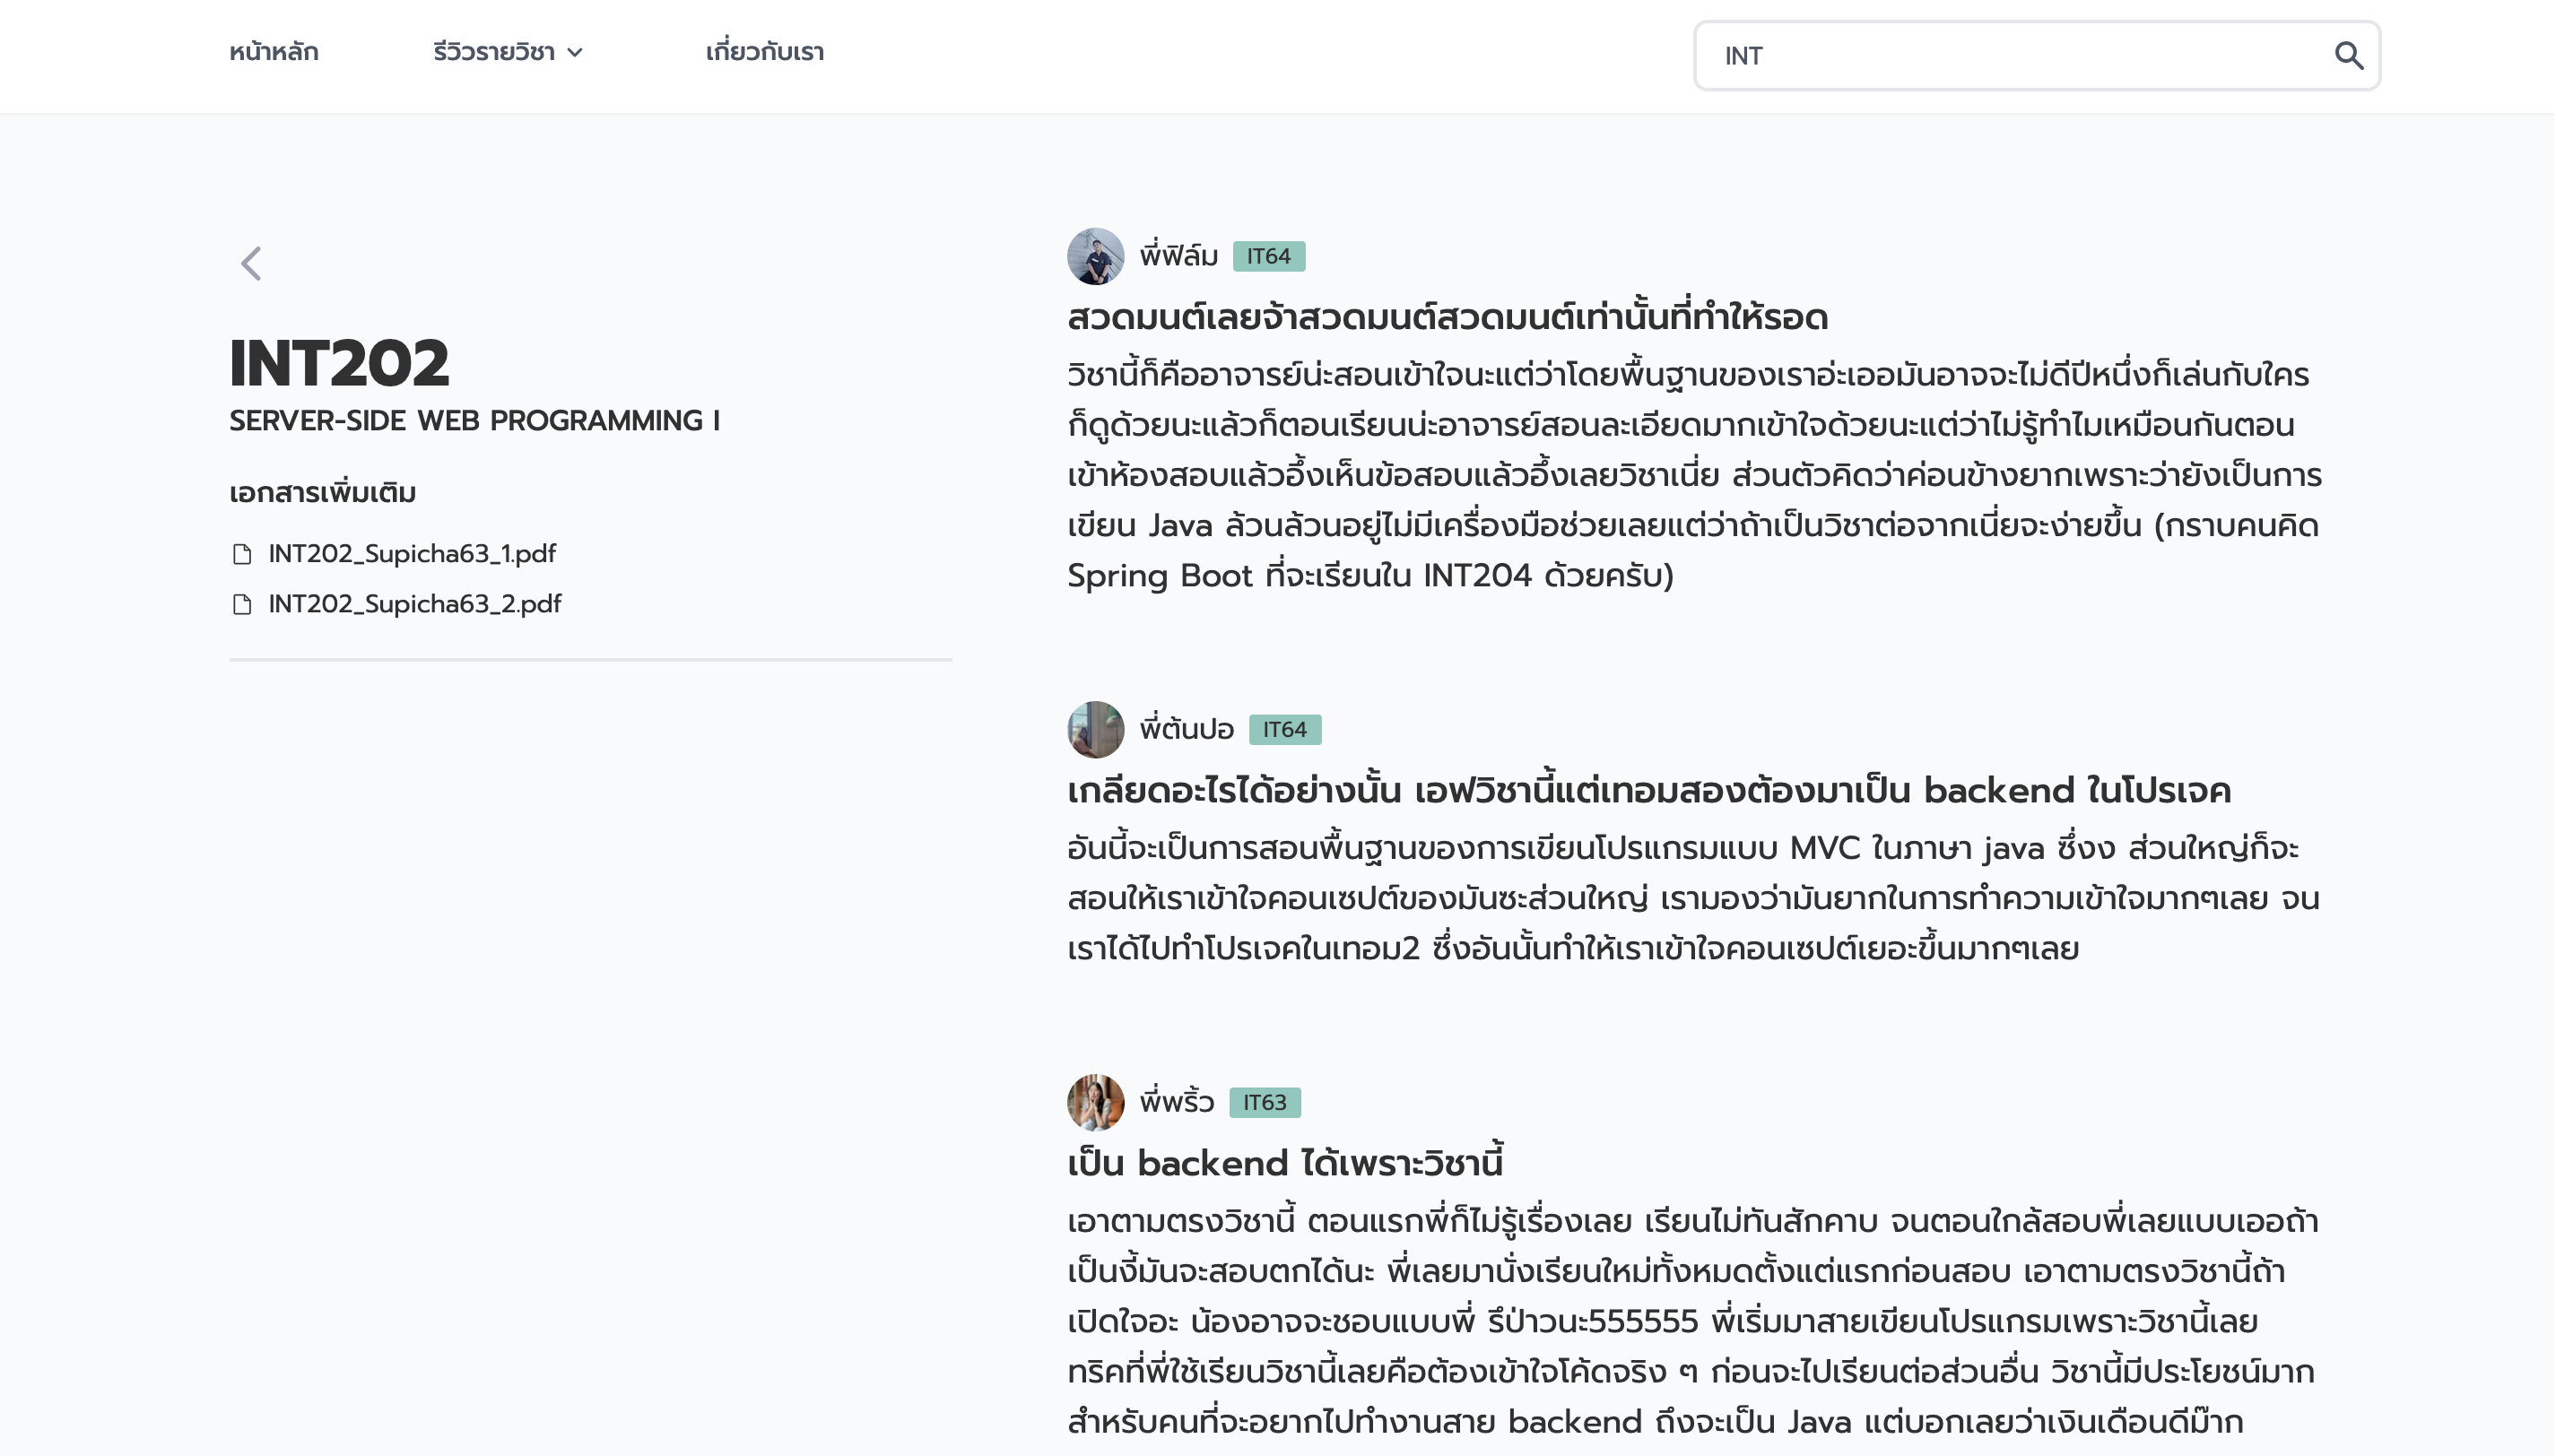 หน้าหลัก
รีวิวรายวิชา
เกี่ยวกับเรา
INT
INT202
SERVER-SIDE WEB PROGRAMMING I
เอกสารเพิ่มเติม
INT202_Supicha63_1.pdf
INT202_Supicha63_2.pdf
พี่ฟิล์ม IT64
สวดมนต์เลยจ้าสวดมนต์สวดมนต์เท่านั้นที่ทำให้รอด
วิชานี้ก็คืออาจารย์น่ะสอนเข้าใจนะแต่ว่าโดยพื้นฐานของเราอ่ะเออมันอาจจะไม่ดีปีหนึ่งก็เล่นกับใคร
ก็ดูด้วยนะแล้วก็ตอนเรียนน่ะอาจารย์สอนละเอียดมากเข้าใจด้วยนะแต่ว่าไม่รู้ทำไมเหมือนกันตอน
เข้าห้องสอบแล้วอึ้งเห็นข้อสอบแล้วอึ้งเลยวิชาเนี่ย ส่วนตัวคิดว่าค่อนข้างยากเพราะว่ายังเป็นการ
เขียน Java ล้วนล้วนอยู่ไม่มีเครื่องมือช่วยเลยแต่ว่าถ้าเป็นวิชาต่อจากเนี่ยจะง่ายขึ้น (กราบคนคิด
Spring Boot ที่จะเรียนใน INT204 ด้วยครับ)
พี่ต้นปอ IT64
เกลียดอะไรได้อย่างนั้น เอฟวิชานี้แต่เทอมสองต้องมาเป็น backend ในโปรเจค
อันนี้จะเป็นการสอนพื้นฐานของการเขียนโปรแกรมแบบ MVC ในภาษา java ซึ่งง ส่วนใหญ่ก็จะ
สอนให้เราเข้าใจคอนเซปต์ของมันซะส่วนใหญ่ เรามองว่ามันยากในการทำความเข้าใจมากๆเลย จน
เราได้ไปทำโปรเจคในเทอม2 ซึ่งอันนั้นทำให้เราเข้าใจคอนเซปต์เยอะขึ้นมากๆเลย
พี่พริ้ว IT63
เป็น backend ได้เพราะวิชานี้
เอาตามตรงวิชานี้ ตอนแรกพี่ก็ไม่รู้เรื่องเลย เรียนไม่ทันสักคาบ จนตอนใกล้สอบพี่เลยแบบเออถ้า
เป็นงี้มันจะสอบตกได้นะ พี่เลยมานั่งเรียนใหม่ทั้งหมดตั้งแต่แรกก่อนสอบ เอาตามตรงวิชานี้ถ้า
เปิดใจอะ น้องอาจจะชอบแบบพี่ รึป่าวนะ555555 พี่เริ่มมาสายเขียนโปรแกรมเพราะวิชานี้เลย
ทริคที่พี่ใช้เรียนวิชานี้เลยคือต้องเข้าใจโค้ดจริง ๆ ก่อนจะไปเรียนต่อส่วนอื่น วิชานี้มีประโยชน์มาก
สำหรับคนที่จะอยากไปทำงานสาย backend ถึงจะเป็น Java แต่บอกเลยว่าเงินเดือนดีม๊าก